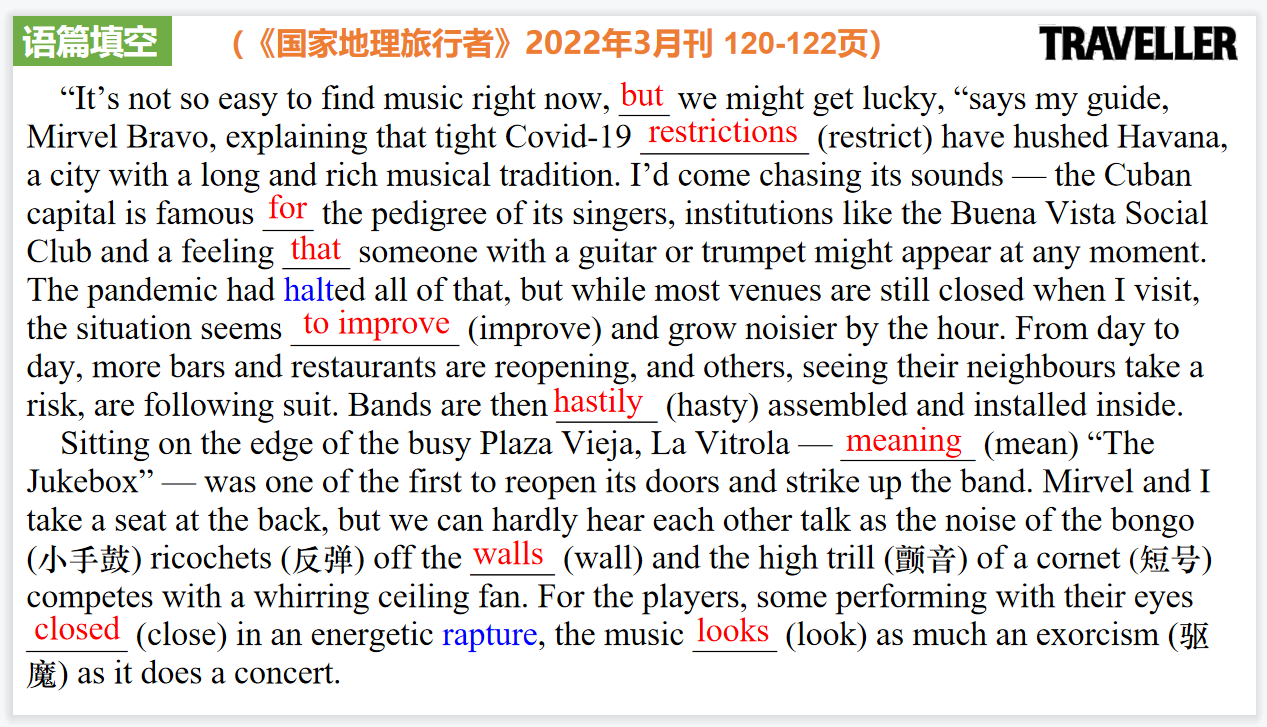 语篇填空 (《国家地理旅行者》2022年3月刊 120-122页) TRAVELLER
“It’s not so easy to find music right now, but we might get lucky, “says my guide,
Mirvel Bravo, explaining that tight Covid-19 restrictions (restrict) have hushed Havana,
a city with a long and rich musical tradition. I’d come chasing its sounds — the Cuban
capital is famous for the pedigree of its singers, institutions like the Buena Vista Social
Club and a feeling that someone with a guitar or trumpet might appear at any moment.
The pandemic had halted all of that, but while most venues are still closed when I visit,
the situation seems to improve (improve) and grow noisier by the hour. From day to
day, more bars and restaurants are reopening, and others, seeing their neighbours take a
risk, are following suit. Bands are then hastily (hasty) assembled and installed inside.
Sitting on the edge of the busy Plaza Vieja, La Vitrola — meaning (mean) “The
Jukebox” — was one of the first to reopen its doors and strike up the band. Mirvel and I
take a seat at the back, but we can hardly hear each other talk as the noise of the bongo
(小手鼓) ricochets (反弹) off the walls (wall) and the high trill (颤音) of a cornet (短号)
competes with a whirring ceiling fan. For the players, some performing with their eyes
closed (close) in an energetic rapture, the music looks (look) as much an exorcism (驱
魔) as it does a concert.